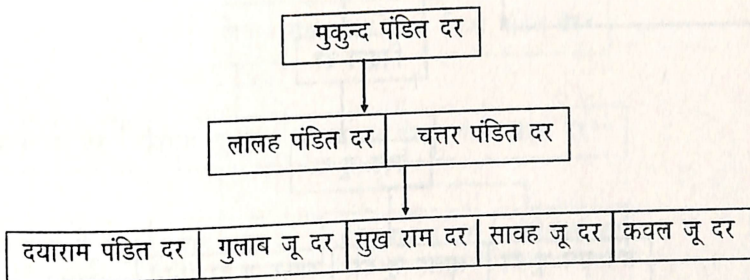 मुकुन्द पंडित दर
लालह पंडित दर चत्तर पंडित दर
दयाराम पंडित दर गुलाब जू दर सुख राम दर सावह जू दर कवल जू दर